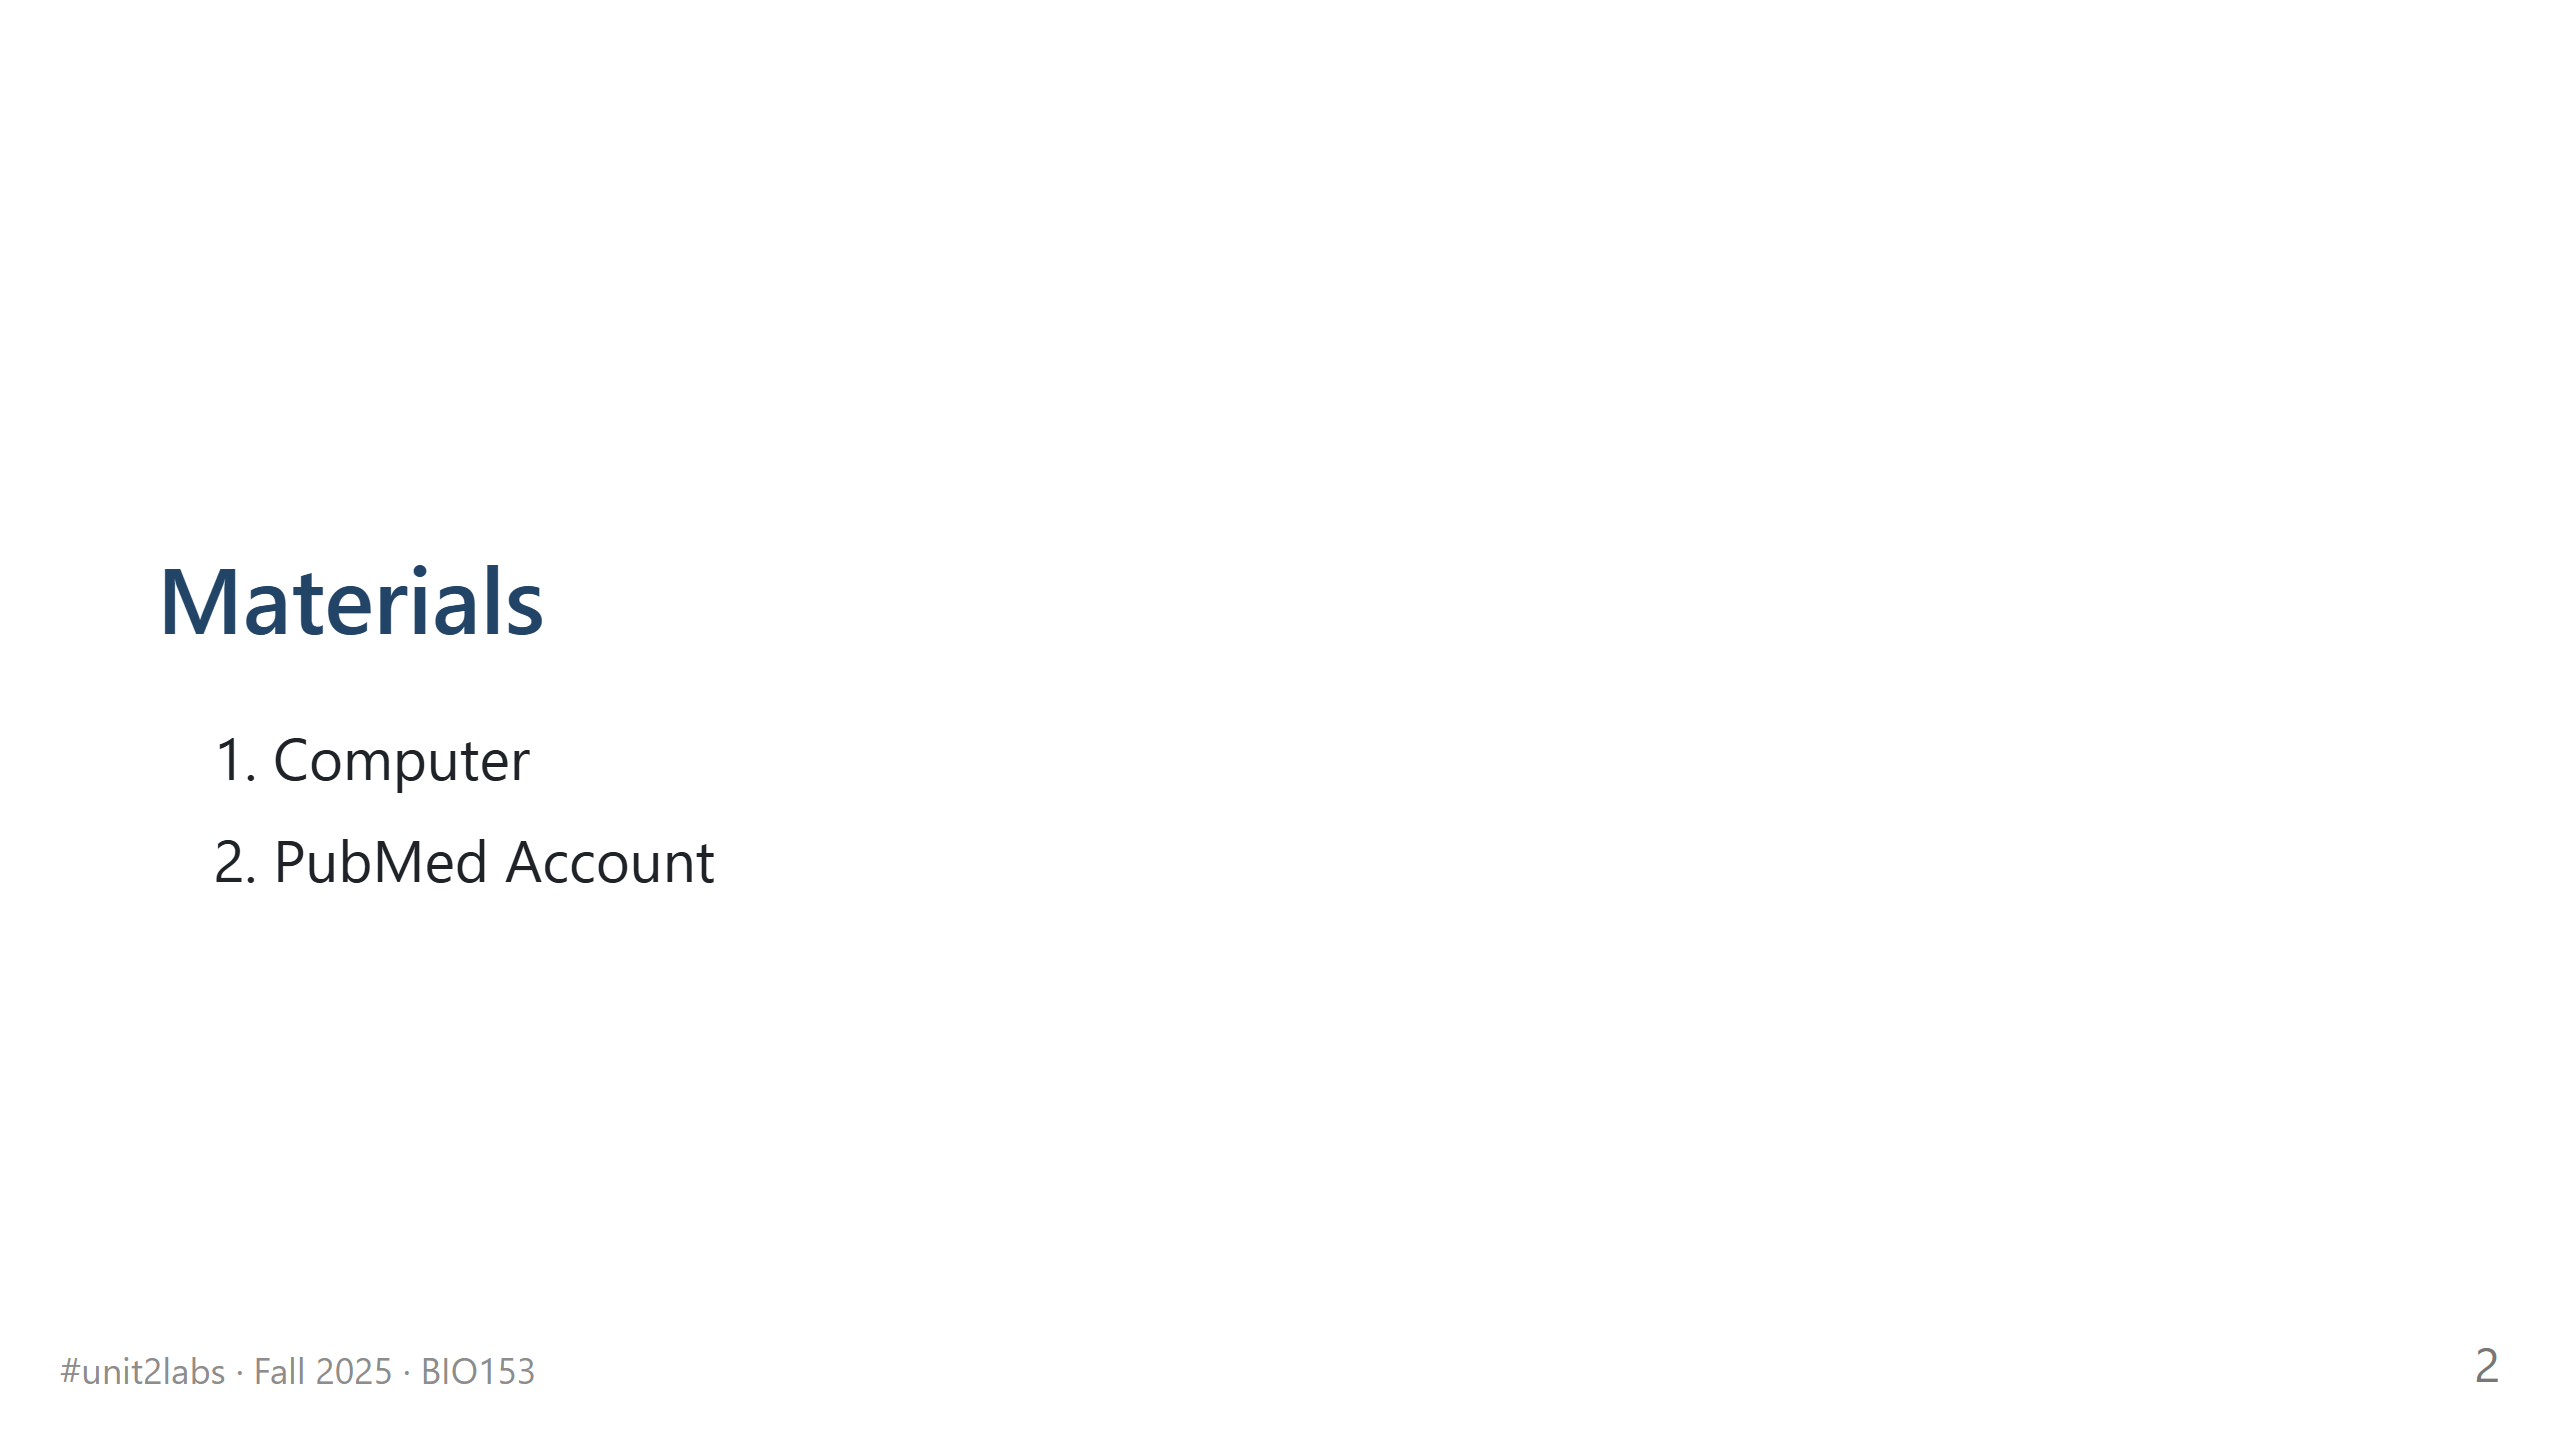 Materials
1. Computer
2. PubMed Account
#unit2labs · Fall 2025 · BIO153
2